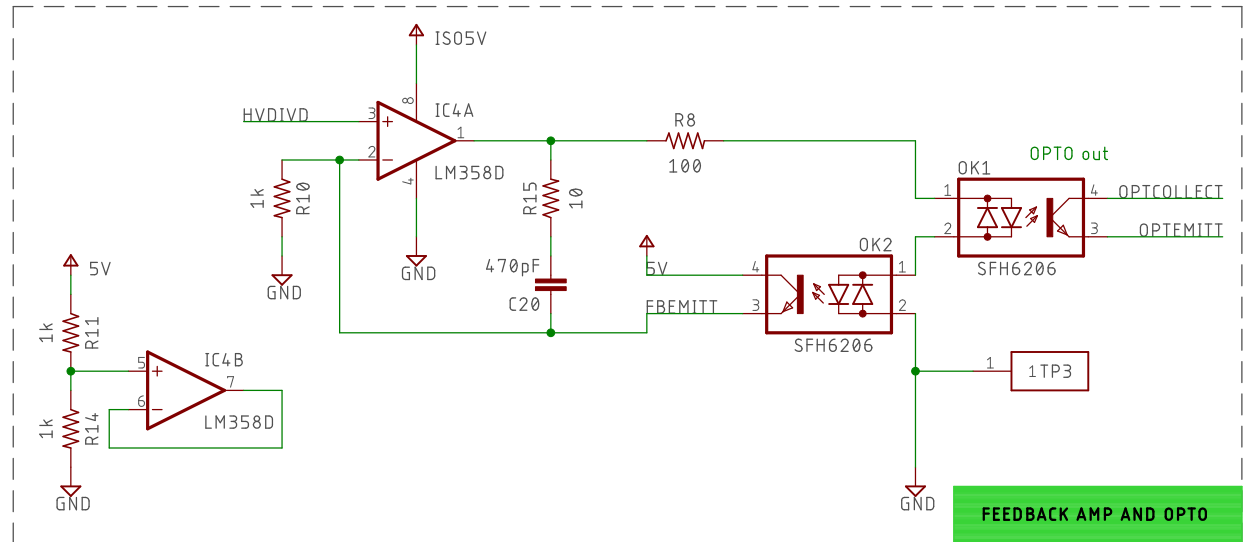 ISO5V
HVDIVD
3
8
IC4A
1
2
4
LM358D
R8
100
1k
R10
GND
R15
10
GND
470pF
C20
OPTO out
OK1
1
4
OPTCOLLECT
2
3
OPTEMITT
SFH6206
OK2
5V
4
1
FBEMITT
3
2
SFH6206
5V
1k
R11
5
IC4B
7
6
LM358D
1k
R14
GND
1
1TP3
GND
FEEDBACK AMP AND OPTO